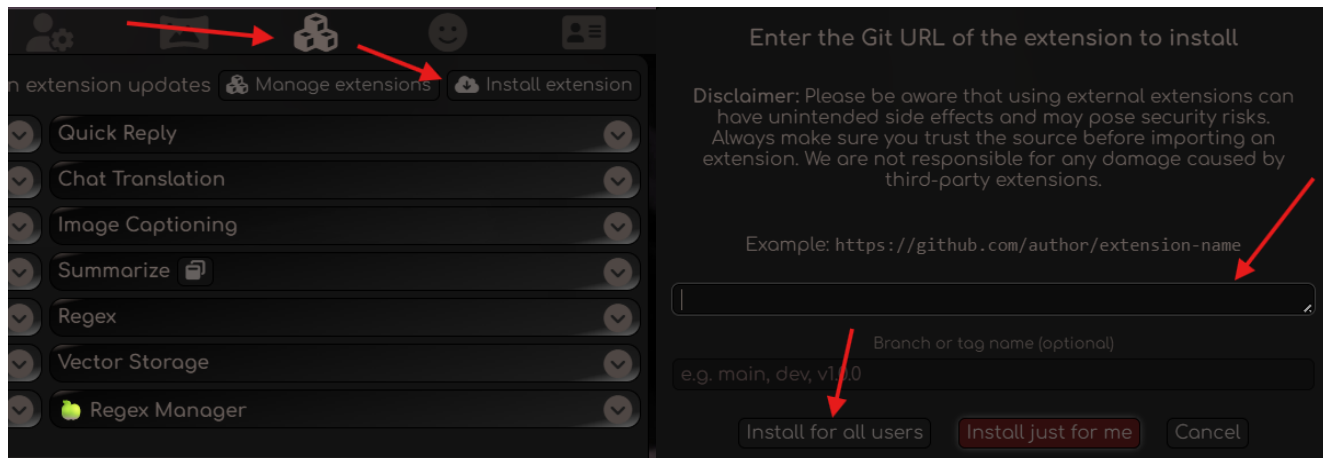 n extension updates
Manage extensions
Install extension
Quick Reply
Chat Translation
Image Captioning
Summarize
Regex
Vector Storage
Regex Manager
Enter the Git URL of the extension to install
Disclaimer: Please be aware that using external extensions can
have unintended side effects and may pose security risks.
Always make sure you trust the source before importing an
extension. We are not responsible for any damage caused by
third-party extensions.
Example: https://github.com/author/extension-name
Branch or tag name (optional)
e.g. main, dev, v1.0.0
Install for all users
Install just for me
Cancel